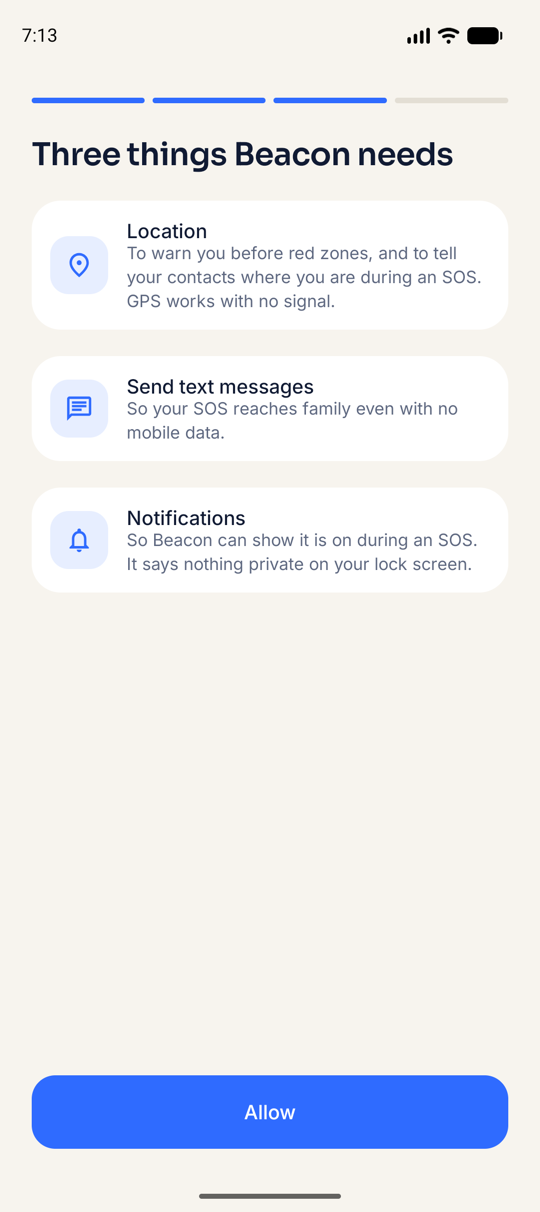 7:13
Three things Beacon needs
Location
To warn you before red zones, and to tell
your contacts where you are during an SOS.
GPS works with no signal.
Send text messages
So your SOS reaches family even with no
mobile data.
Notifications
So Beacon can show it is on during an SOS.
It says nothing private on your lock screen.
Allow